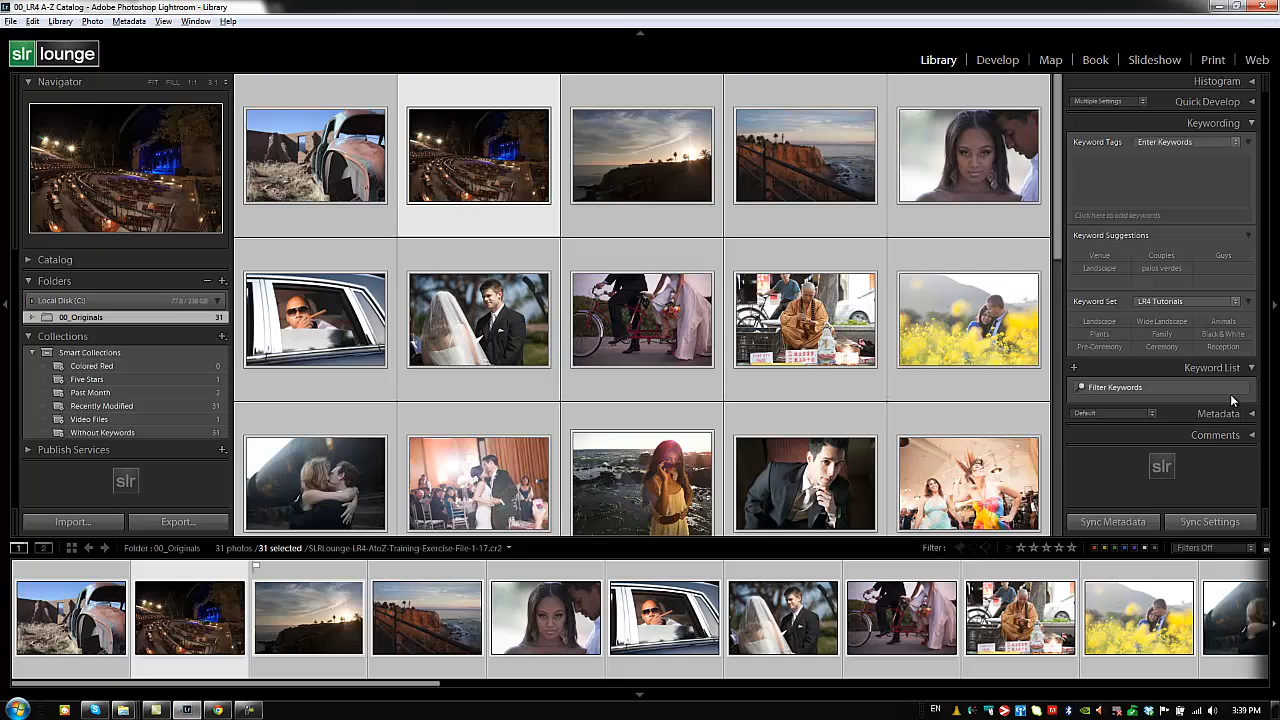 00_LR4 A-Z Catalog - Adobe Photoshop Lightroom - Library
File Edit Library Photo Metadata View Window Help
slr lounge
Library Develop Map Book Slideshow Print Web
Navigator FIT FILL 1:1 3:1
Histogram
Multiple Settings Quick Develop
Keywording
Keyword Tags Enter Keywords
Click here to add keywords
Keyword Suggestions
Venue Couples Guys
Landscape palos verdes
Catalog
Folders
Local Disk (C:) 77.8 / 238 GB
00_Originals 31
Keyword Set LR4 Tutorials
Landscape Wide Landscape Animals
Plants Family Black & White
Pre-Ceremony Ceremony Reception
Collections
Smart Collections
Colored Red 0
Five Stars 1
Past Month 2
Recently Modified 31
Video Files 1
Without Keywords 31
Keyword List
Filter Keywords
Default Metadata
Comments
Publish Services
slr
slr
Import... Export...
Sync Metadata Sync Settings
1 2 Folder : 00_Originals 31 photos / 31 selected / SLRLounge-LR4-AtoZ-Training-Exercise-File-1-17.cr2 Filter : Filters Off
EN 3:39 PM